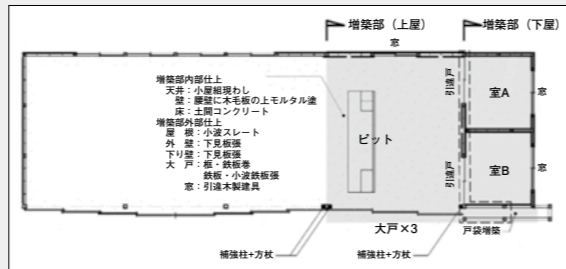 増築部（上屋）
増築部（下屋）
窓
増築部内部仕上
天井：小屋組現わし
壁：腰壁に木毛板の上モルタル塗
床：土間コンクリート
増築部外部仕上
屋　根：小波スレート
外　壁：下見板張
下り壁：下見板張
大　戸：框・鉄板巻
鉄板・小波鉄板張
窓：引違木製建具
ピット
引違戸
室A
窓
引違戸
室B
窓
大戸×3
戸袋増築
補強柱+方杖
補強柱+方杖